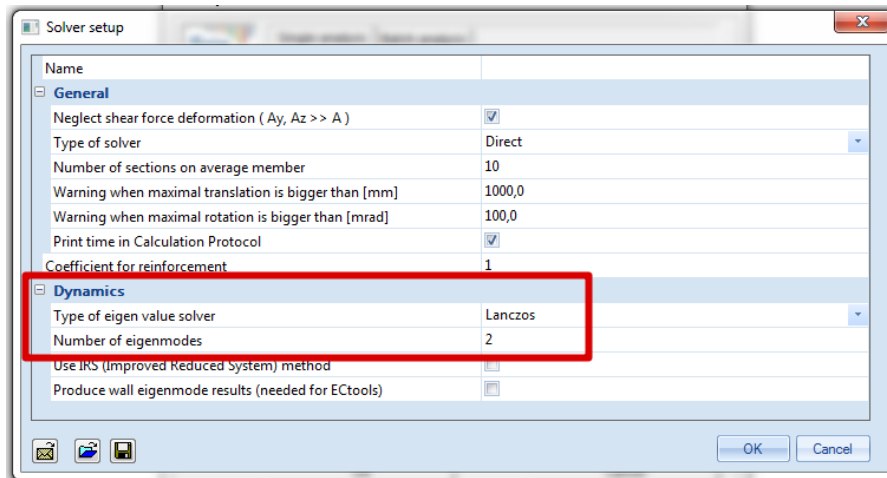 Solver setup
Name
General
Neglect shear force deformation ( Ay, Az >> A )
Type of solver Direct
Number of sections on average member 10
Warning when maximal translation is bigger than [mm] 1000,0
Warning when maximal rotation is bigger than [mrad] 100,0
Print time in Calculation Protocol
Coefficient for reinforcement 1
Dynamics
Type of eigen value solver Lanczos
Number of eigenmodes 2
Use IRS (Improved Reduced System) method
Produce wall eigenmode results (needed for ECtools)
OK Cancel